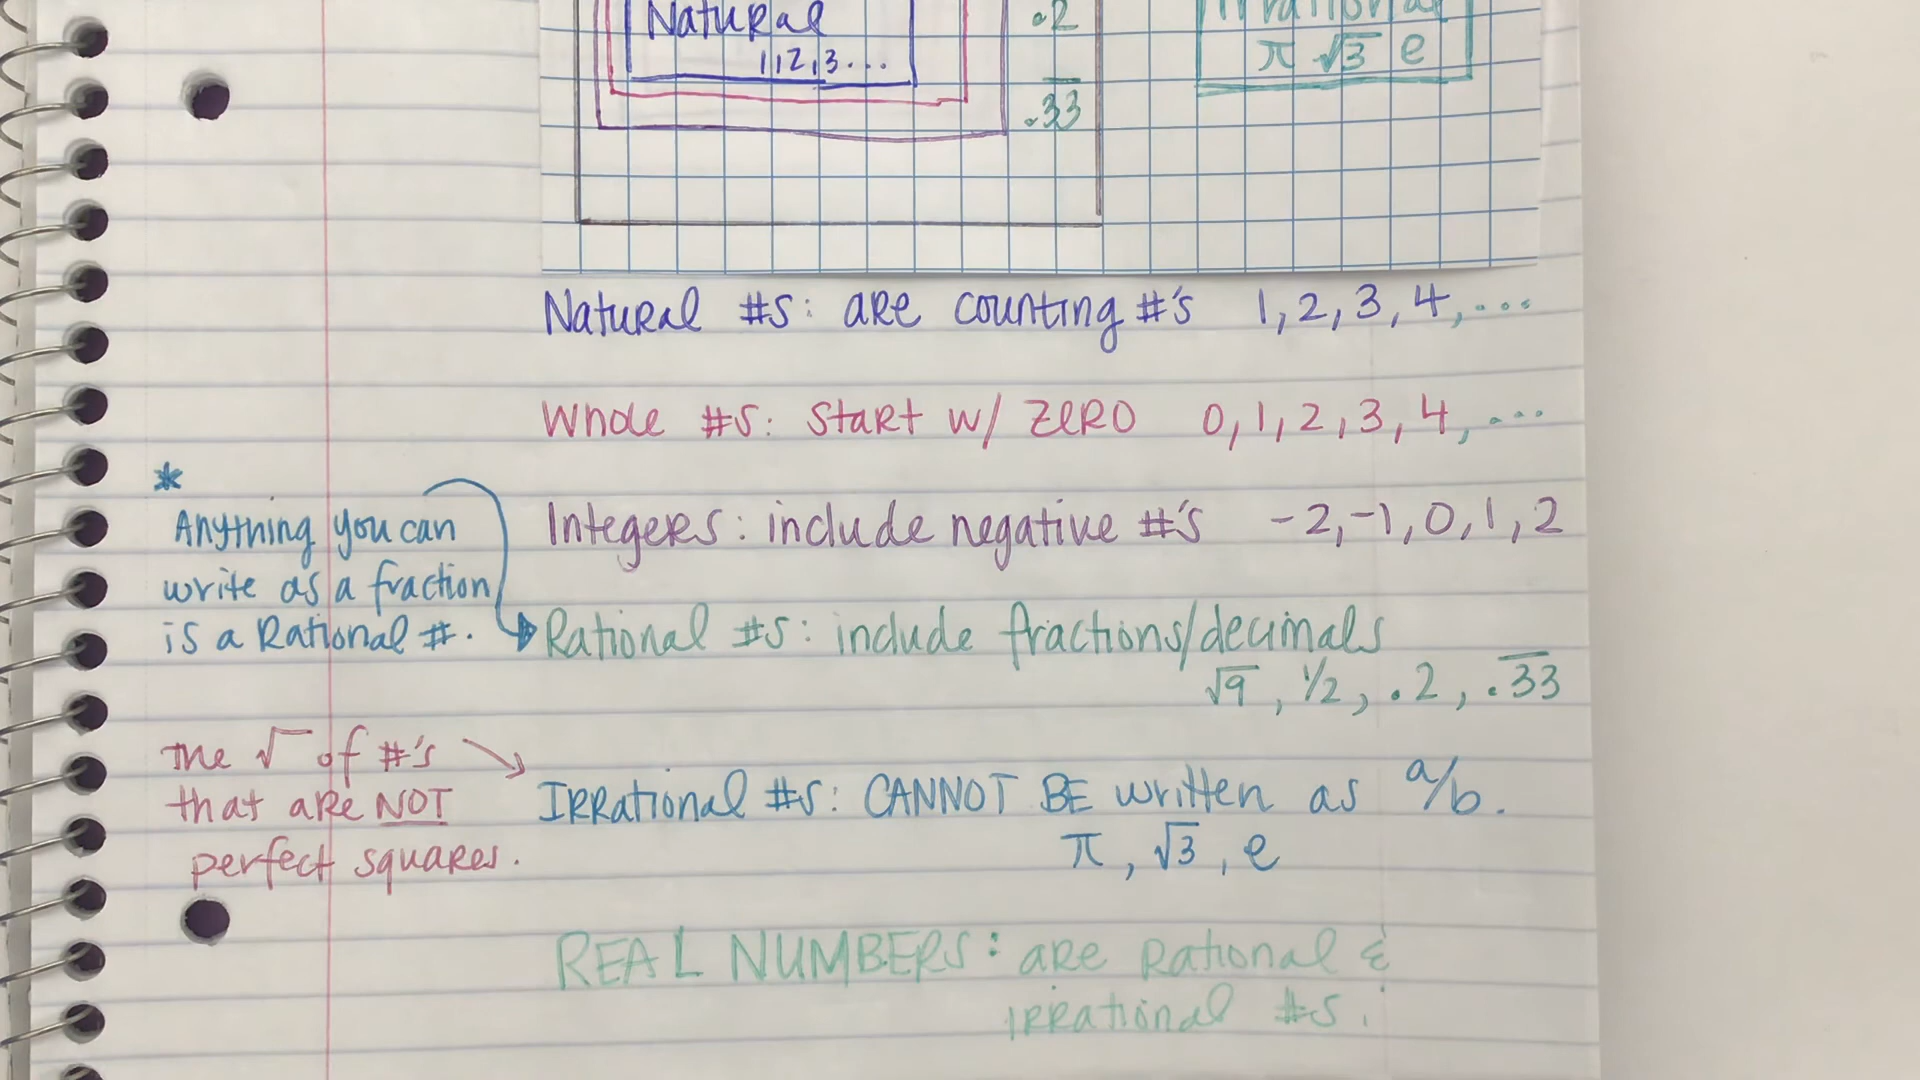 Natural
1,2,3...
.2
.33
Irrational
π √3 e
Natural #s: are counting #'s 1, 2, 3, 4, ...
Whole #s: start w/ zero 0, 1, 2, 3, 4, ...
Integers: include negative #'s -2, -1, 0, 1, 2
*
Anything you can
write as a fraction
is a Rational #.
Rational #s: include fractions/decimals
√9, 1/2, .2, .33
The √ of #'s
that are NOT
perfect squares.
Irrational #s: CANNOT BE written as a/b.
π, √3, e
REAL NUMBERS: are Rational &
irrational #s.